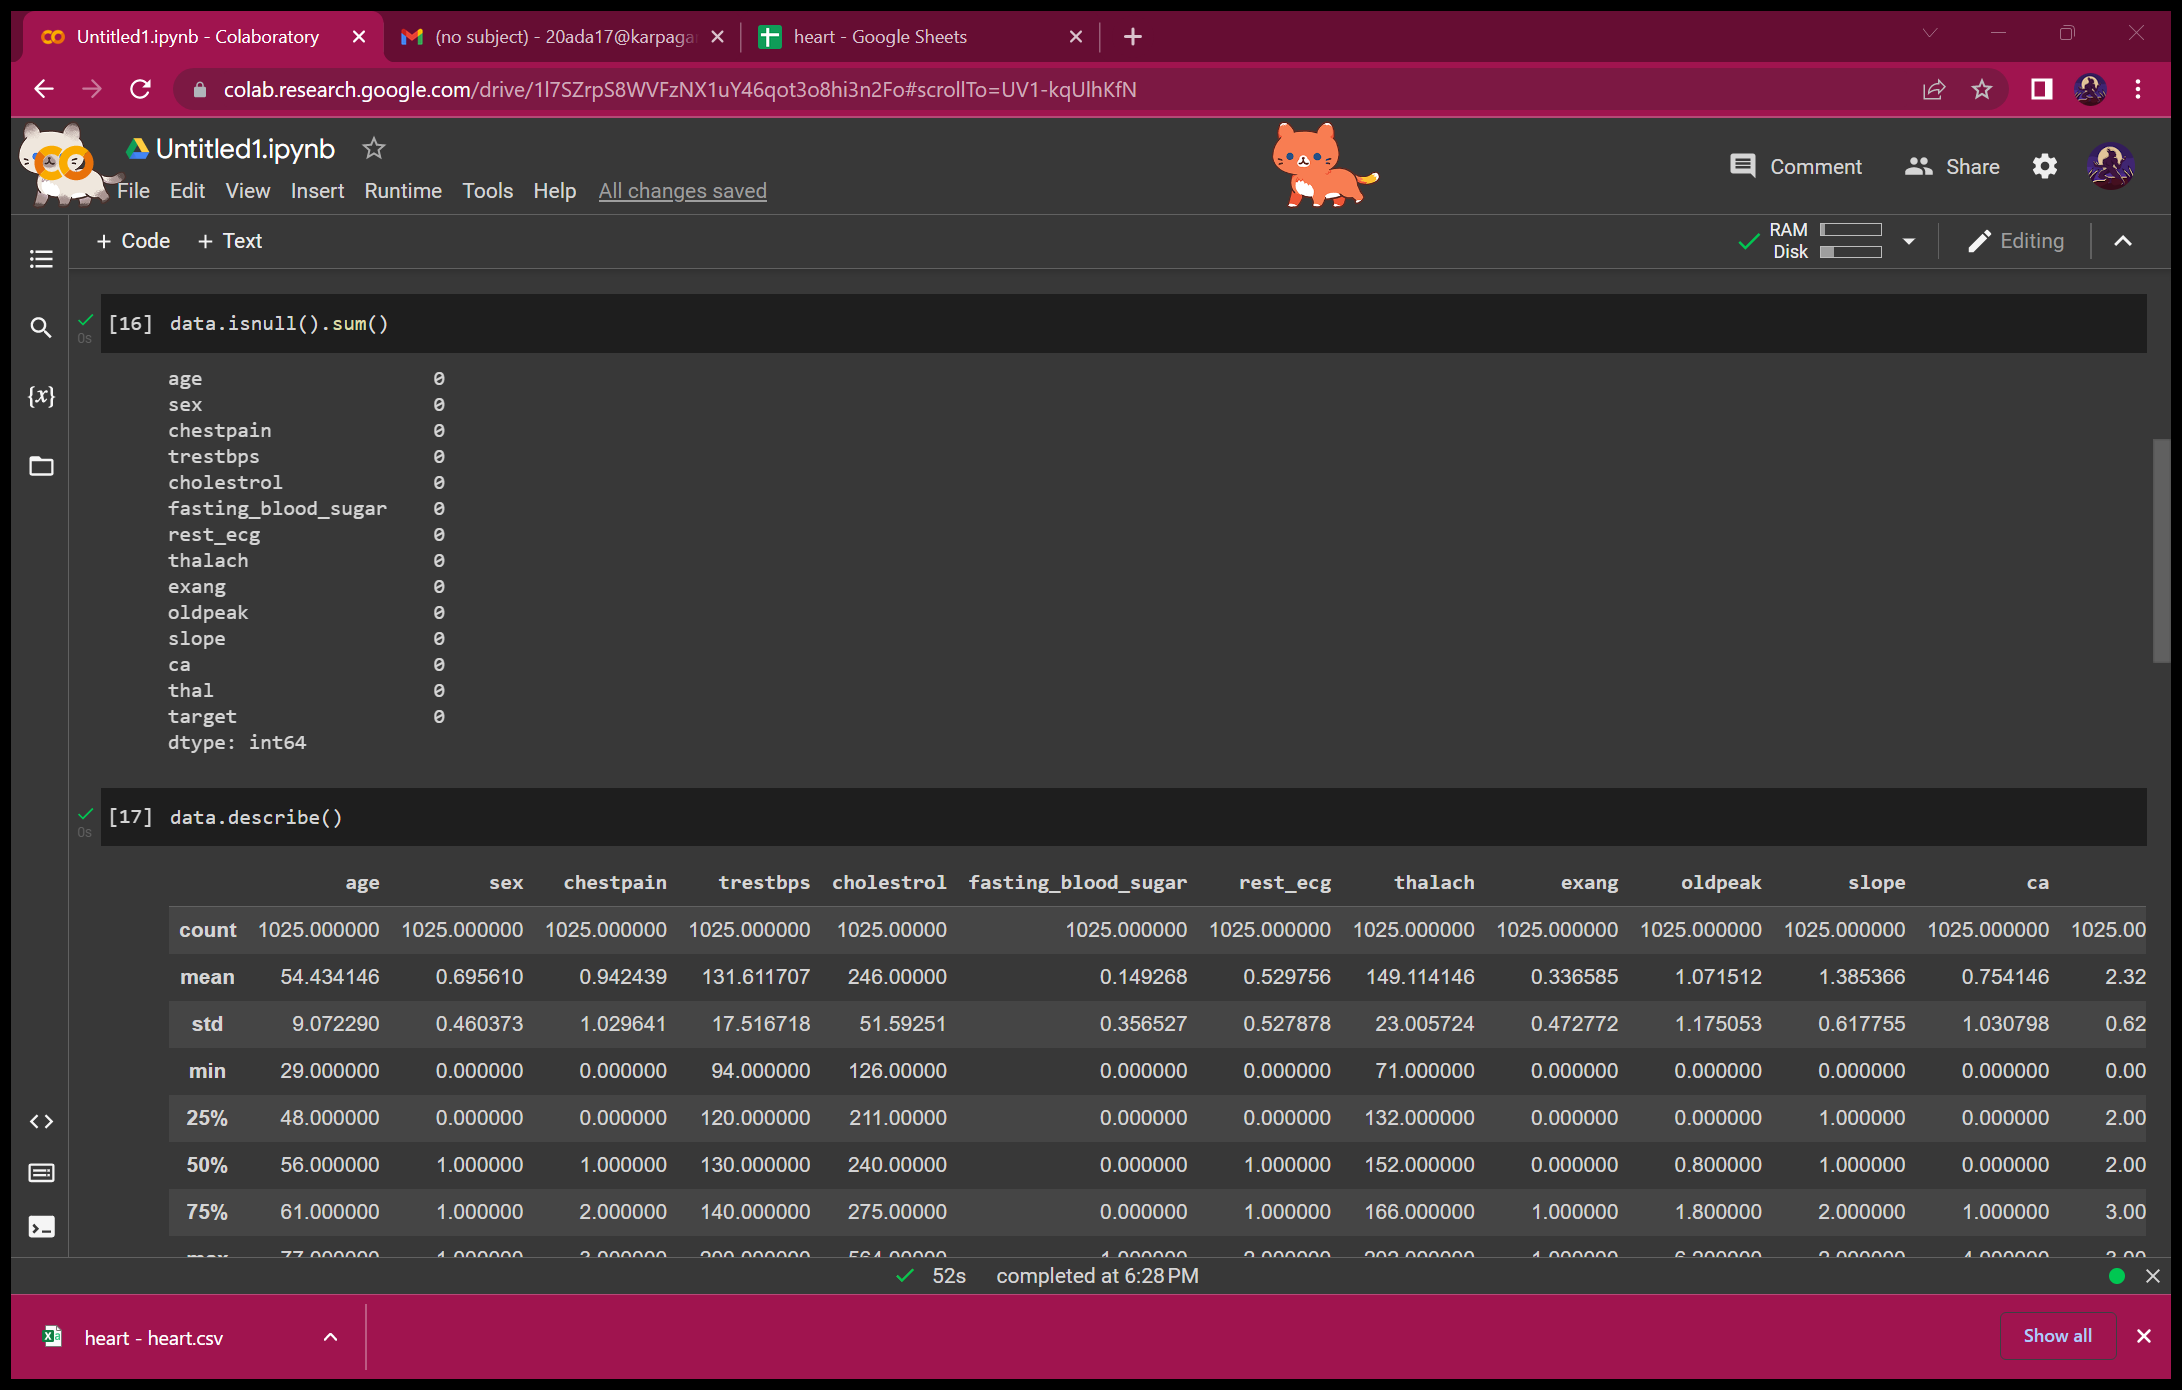 Untitled1.ipynb - Colaboratory
(no subject) - 20ada17@karpaga
heart - Google Sheets
colab.research.google.com/drive/1l7SZrpS8WVFzNX1uY46qot3o8hi3n2Fo#scrollTo=UV1-kqUlhKfN
Untitled1.ipynb
Comment
Share
File Edit View Insert Runtime Tools Help All changes saved
+ Code + Text
RAM
Disk
Editing
[16] data.isnull().sum()
0s
age 0
sex 0
chestpain 0
trestbps 0
cholestrol 0
fasting_blood_sugar 0
rest_ecg 0
thalach 0
exang 0
oldpeak 0
slope 0
ca 0
thal 0
target 0
dtype: int64
[17] data.describe()
0s
age sex chestpain trestbps cholestrol fasting_blood_sugar rest_ecg thalach exang oldpeak slope ca
count 1025.000000 1025.000000 1025.000000 1025.000000 1025.00000 1025.000000 1025.000000 1025.000000 1025.000000 1025.000000 1025.000000 1025.000000 1025.00
mean 54.434146 0.695610 0.942439 131.611707 246.00000 0.149268 0.529756 149.114146 0.336585 1.071512 1.385366 0.754146 2.32
std 9.072290 0.460373 1.029641 17.516718 51.59251 0.356527 0.527878 23.005724 0.472772 1.175053 0.617755 1.030798 0.62
min 29.000000 0.000000 0.000000 94.000000 126.00000 0.000000 0.000000 71.000000 0.000000 0.000000 0.000000 0.000000 0.00
25% 48.000000 0.000000 0.000000 120.000000 211.00000 0.000000 0.000000 132.000000 0.000000 0.000000 1.000000 0.000000 2.00
50% 56.000000 1.000000 1.000000 130.000000 240.00000 0.000000 1.000000 152.000000 0.000000 0.800000 1.000000 0.000000 2.00
75% 61.000000 1.000000 2.000000 140.000000 275.00000 0.000000 1.000000 166.000000 1.000000 1.800000 2.000000 1.000000 3.00
52s completed at 6:28 PM
heart - heart.csv
Show all